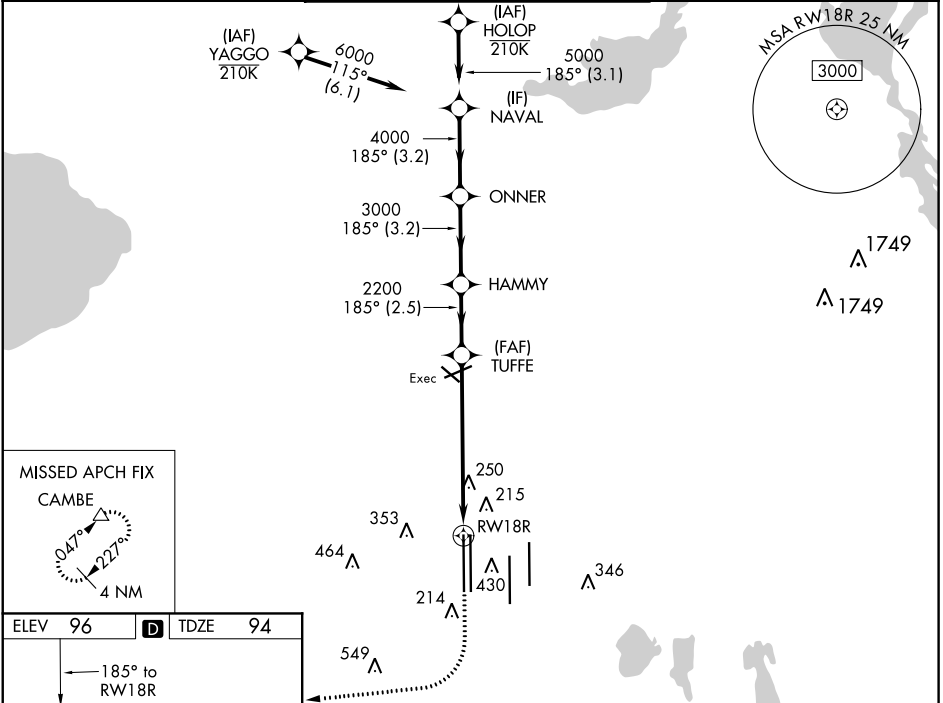 (IAF)
YAGGO
210K
6000
115°
(6.1)
(IAF)
HOLOP
210K
5000
185° (3.1)
MSA RW18R 25 NM
3000
(IF)
NAVAL
4000
185° (3.2)
ONNER
3000
185° (3.2)
HAMMY
2200
185° (2.5)
(FAF)
TUFFE
Exec
1749
1749
250
215
RW18R
353
464
430
346
214
549
MISSED APCH FIX
CAMBE
047°
227°
4 NM
ELEV 96 D TDZE 94
185° to
RW18R